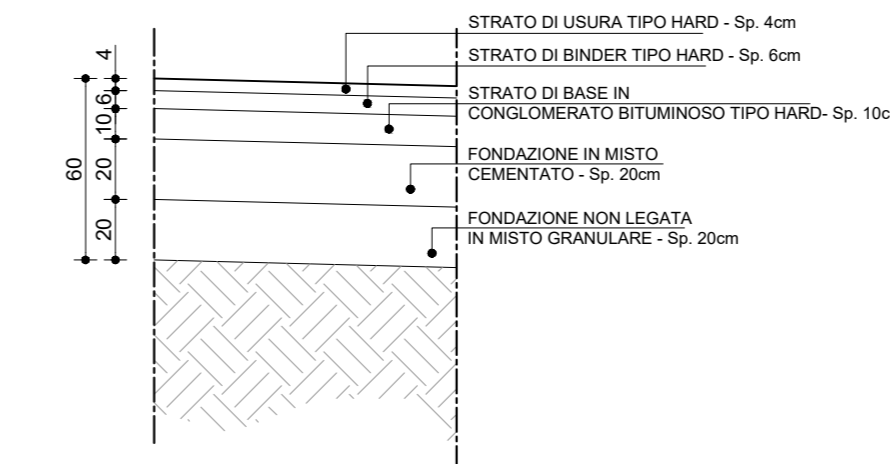 STRATO DI USURA TIPO HARD - Sp. 4cm
STRATO DI BINDER TIPO HARD - Sp. 6cm
STRATO DI BASE IN
CONGLOMERATO BITUMINOSO TIPO HARD- Sp. 10c
FONDAZIONE IN MISTO
CEMENTATO - Sp. 20cm
FONDAZIONE NON LEGATA
IN MISTO GRANULARE - Sp. 20cm
4
6
10
20
20
60